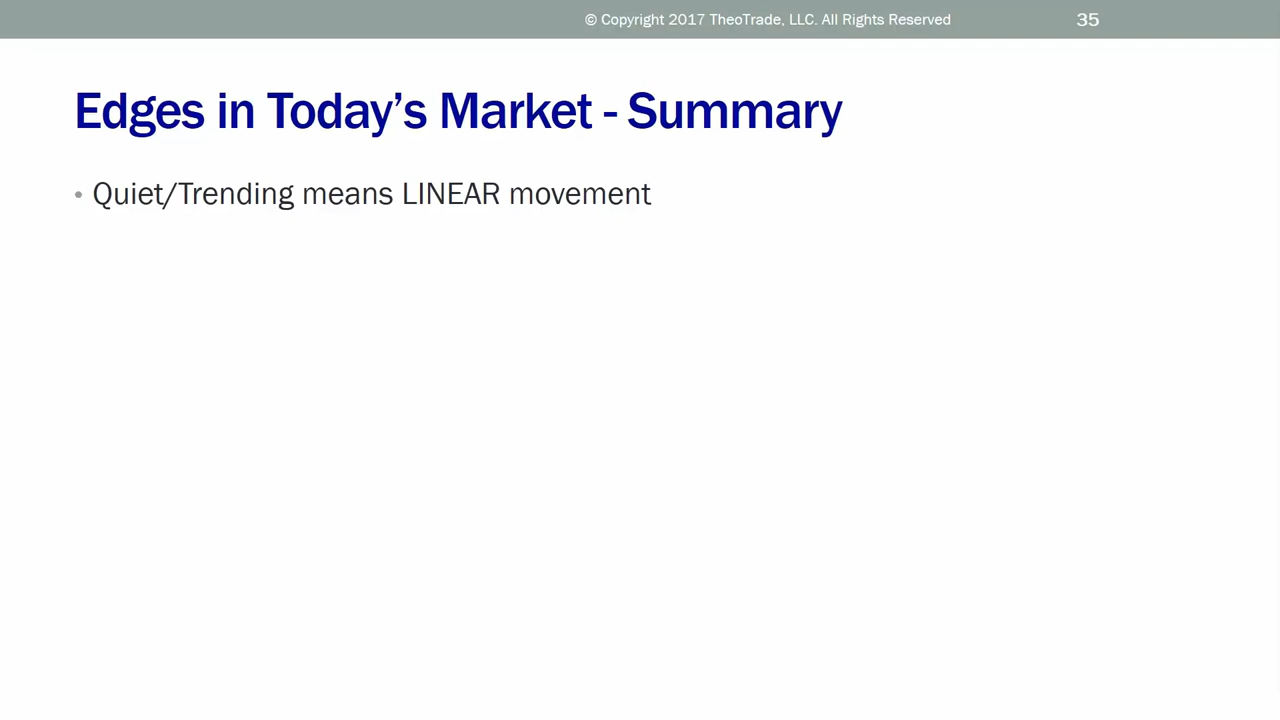 © Copyright 2017 TheoTrade, LLC. All Rights Reserved 35
Edges in Today’s Market - Summary
• Quiet/Trending means LINEAR movement